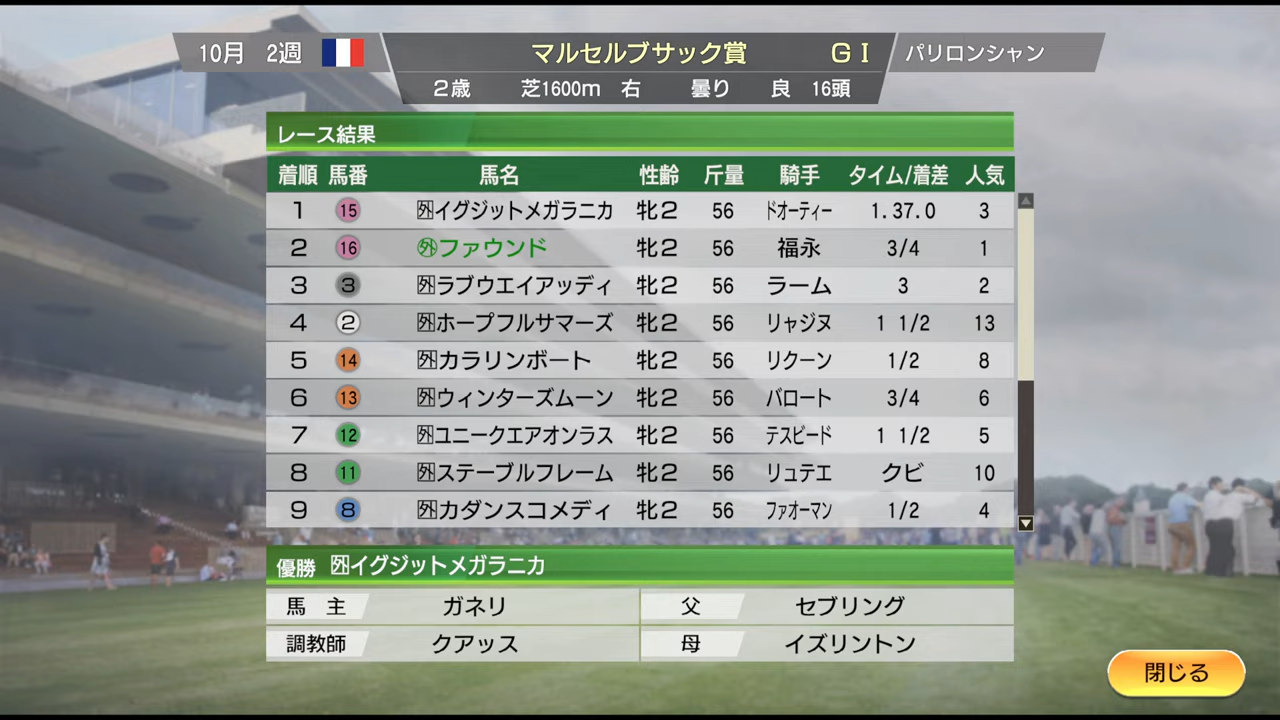 10月 2週 マルセルブサック賞 GⅠ パリロンシャン
2歳 芝1600m 右 曇り 良 16頭
レース結果
着順 馬番 馬名 性齢 斤量 騎手 タイム/着差 人気
1 15 外イグジットメガラニカ 牝2 56 ドオーティー 1.37.0 3
2 16 外ファウンド 牝2 56 福永 3/4 1
3 3 外ラブウエイアッディ 牝2 56 ラーム 3 2
4 2 外ホープフルサマーズ 牝2 56 リャジヌ 1 1/2 13
5 14 外カラリンボート 牝2 56 リクーン 1/2 8
6 13 外ウィンターズムーン 牝2 56 バロート 3/4 6
7 12 外ユニークエアオンラス 牝2 56 テスビード 1 1/2 5
8 11 外ステーブルフレーム 牝2 56 リュテエ クビ 10
9 8 外カダンスコメディ 牝2 56 ファオーマン 1/2 4
優勝 外イグジットメガラニカ
馬主 ガネリ 父 セブリング
調教師 クアッス 母 イズリントン
閉じる